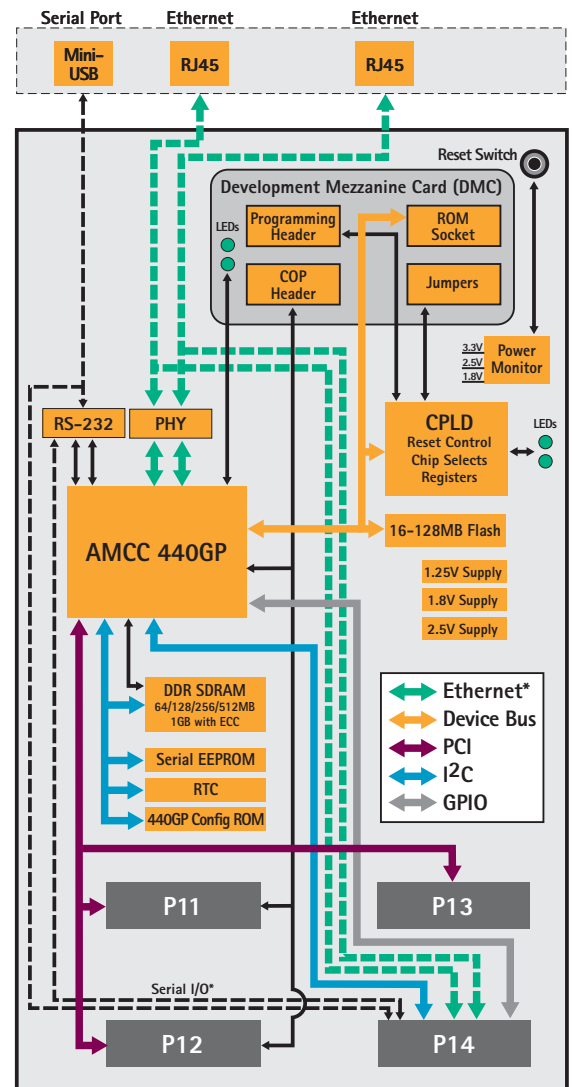 Serial Port
Ethernet
Ethernet
Mini-
USB
RJ45
RJ45
Reset Switch
Development Mezzanine Card (DMC)
LEDs
Programming
Header
ROM
Socket
COP
Header
Jumpers
3.3V
2.5V
1.8V
Power
Monitor
RS-232
PHY
CPLD
Reset Control
Chip Selects
Registers
LEDs
AMCC 440GP
16-128MB Flash
1.25V Supply
1.8V Supply
2.5V Supply
DDR SDRAM
64/128/256/512MB
1GB with ECC
Serial EEPROM
RTC
440GP Config ROM
Ethernet*
Device Bus
PCI
I2C
GPIO
P11
P13
Serial I/O*
P12
P14